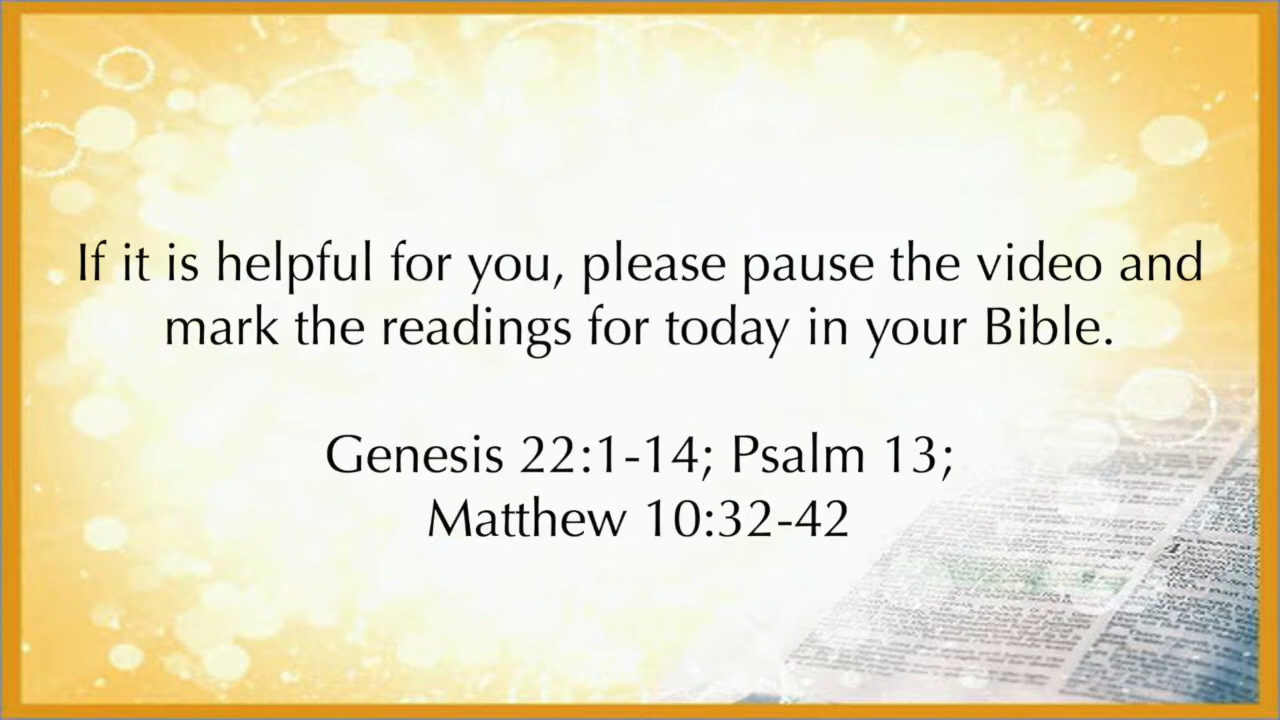 If it is helpful for you, please pause the video and
mark the readings for today in your Bible.
Genesis 22:1-14; Psalm 13;
Matthew 10:32-42